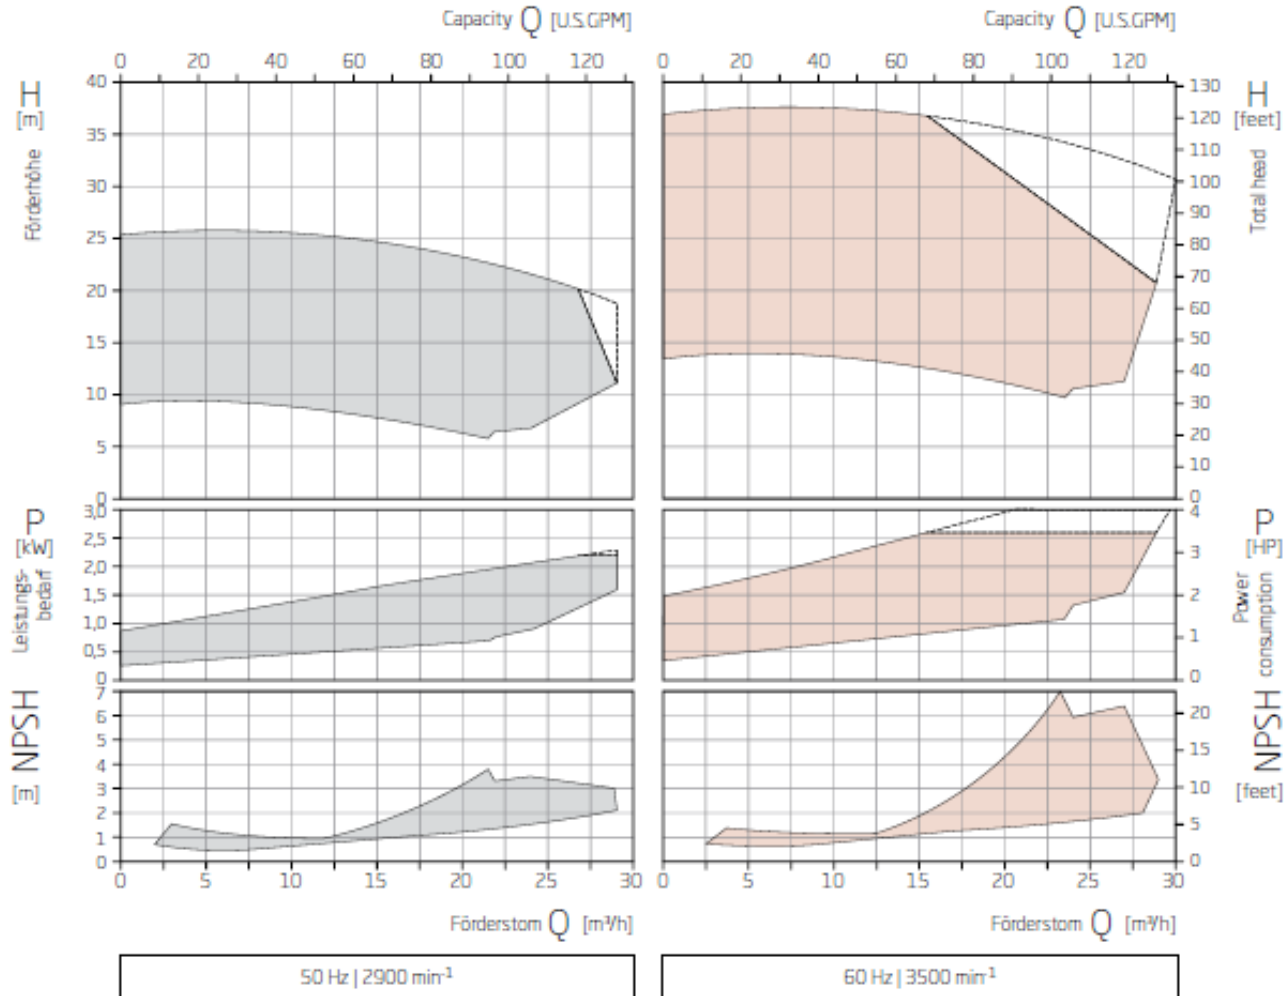 Capacity Q [U.S.GPM]
Capacity Q [U.S.GPM]
0 20 40 60 80 100 120
0 20 40 60 80 100 120
H
[m]
Förderhöhe
40
35
30
25
20
15
10
5
0
130
120
110
100
90
80
70
60
50
40
30
20
10
0
H
[feet]
Total head
P
[kW]
Leistungs-
bedarf
3,0
2,5
2,0
1,5
1,0
0,5
0
4
3
2
1
0
P
[HP]
Power
consumption
NPSH
[m]
7
6
5
4
3
2
1
0
20
15
10
5
0
NPSH
[feet]
0 5 10 15 20 25 30
0 5 10 15 20 25 30
Förderstom Q [m³/h]
Förderstom Q [m³/h]
50 Hz | 2900 min-1
60 Hz | 3500 min-1